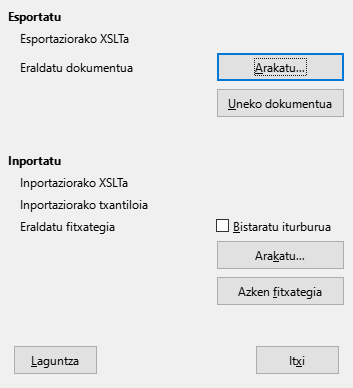 Esportatu
Esportaziorako XSLTa
Eraldatu dokumentua Arakatu...
Uneko dokumentua
Inportatu
Inportaziorako XSLTa
Inportaziorako txantiloia
Eraldatu fitxategia Bistaratu iturburua
Arakatu...
Azken fitxategia
Laguntza Itxi